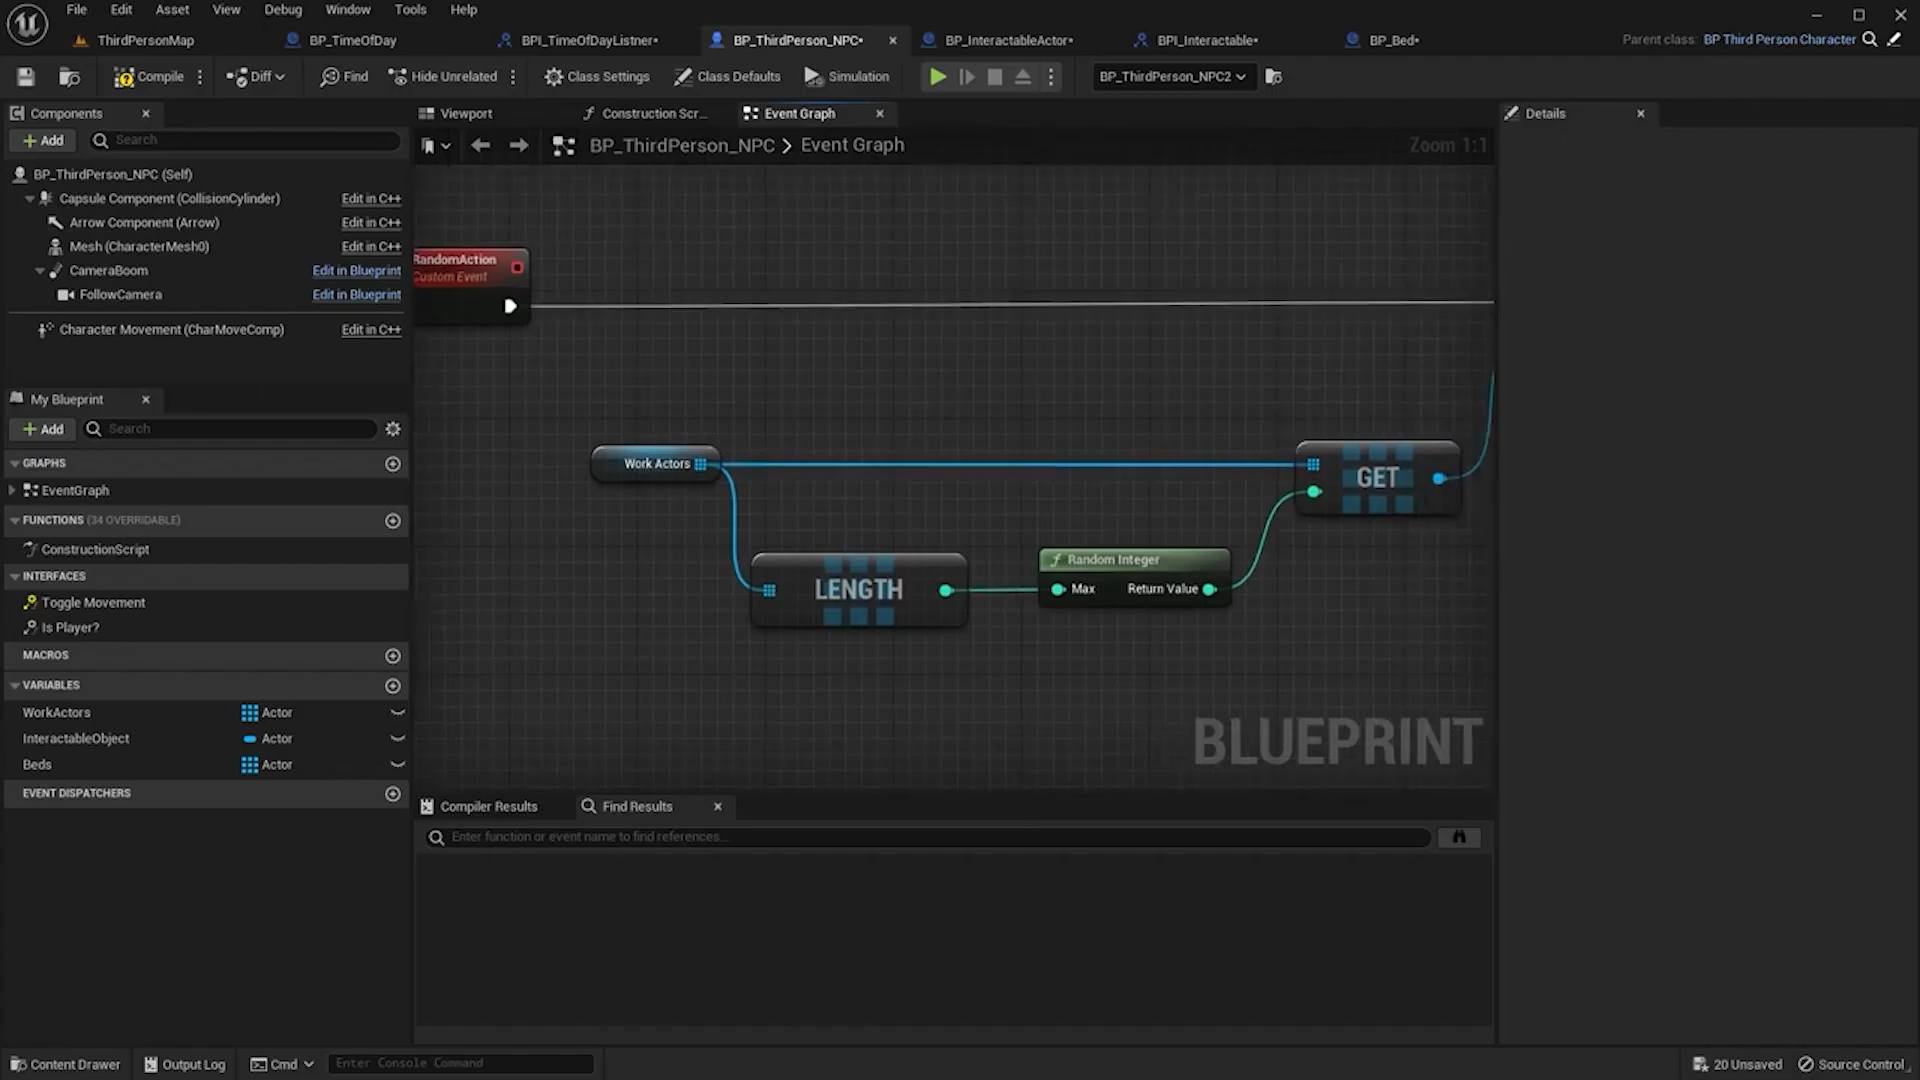 File Edit Asset View Debug Window Tools Help
ThirdPersonMap
BP_TimeOfDay
BPI_TimeOfDayListner•
BP_ThirdPerson_NPC•
BP_InteractableActor•
BPI_Interactable•
BP_Bed•
Parent class: BP Third Person Character
Compile
Diff
Find
Hide Unrelated
Class Settings
Class Defaults
Simulation
BP_ThirdPerson_NPC2
Components
Viewport
Construction Scr...
Event Graph
Details
Add
Search
BP_ThirdPerson_NPC > Event Graph
Zoom 1:1
BP_ThirdPerson_NPC (Self)
Capsule Component (CollisionCylinder) Edit in C++
Arrow Component (Arrow) Edit in C++
Mesh (CharacterMesh0) Edit in C++
CameraBoom Edit in Blueprint
FollowCamera Edit in Blueprint
Character Movement (CharMoveComp) Edit in C++
RandomAction
Custom Event
My Blueprint
Add
Search
GRAPHS
EventGraph
FUNCTIONS (34 OVERRIDABLE)
ConstructionScript
INTERFACES
Toggle Movement
Is Player?
MACROS
VARIABLES
WorkActors Actor
InteractableObject Actor
Beds Actor
EVENT DISPATCHERS
Work Actors
GET
LENGTH
Random Integer
Max Return Value
BLUEPRINT
Compiler Results
Find Results
Enter function or event name to find references...
Content Drawer
Output Log
Cmd
Enter Console Command
20 Unsaved
Source Control